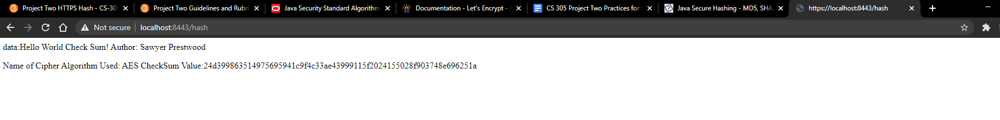 Project Two HTTPS Hash - CS-305
Project Two Guidelines and Rubri
Java Security Standard Algorithm
Documentation - Let's Encrypt -
CS 305 Project Two Practices for
Java Secure Hashing - MD5, SHA
https://localhost:8443/hash
Not secure | localhost:8443/hash
data:Hello World Check Sum! Author: Sawyer Prestwood
Name of Cipher Algorithm Used: AES CheckSum Value:24d399863514975695941c9f4c33ae43999115f2024155028f903748e696251a